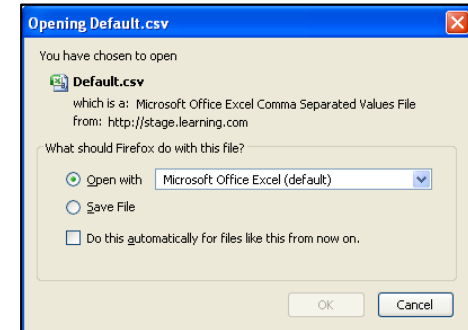 Opening Default.csv
You have chosen to open
Default.csv
which is a: Microsoft Office Excel Comma Separated Values File
from: http://stage.learning.com
What should Firefox do with this file?
Open with Microsoft Office Excel (default)
Save File
Do this automatically for files like this from now on.
OK Cancel